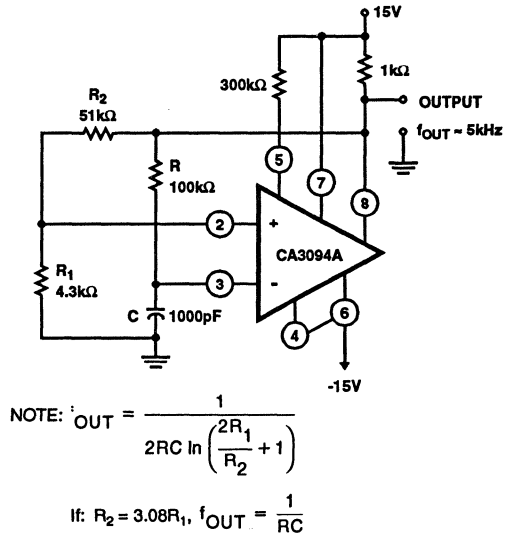 15V
300kΩ
1kΩ
R2
51kΩ
OUTPUT
fOUT ~ 5kHz
R
100kΩ
5
7
8
2
+
CA3094A
R1
4.3kΩ
3
-
C
1000pF
4
6
-15V
NOTE: fOUT = 1 / 2RC ln (2R1 / R2 + 1)
If: R2 = 3.08R1, fOUT = 1 / RC